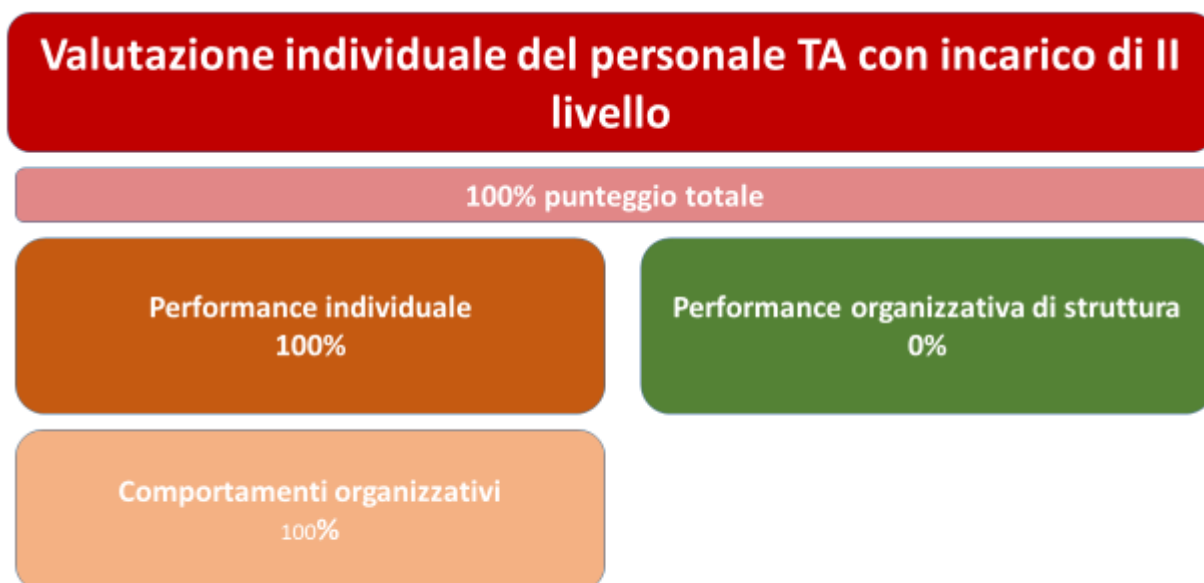 Valutazione individuale del personale TA con incarico di II
livello
100% punteggio totale
Performance individuale
100%
Performance organizzativa di struttura
0%
Comportamenti organizzativi
100%